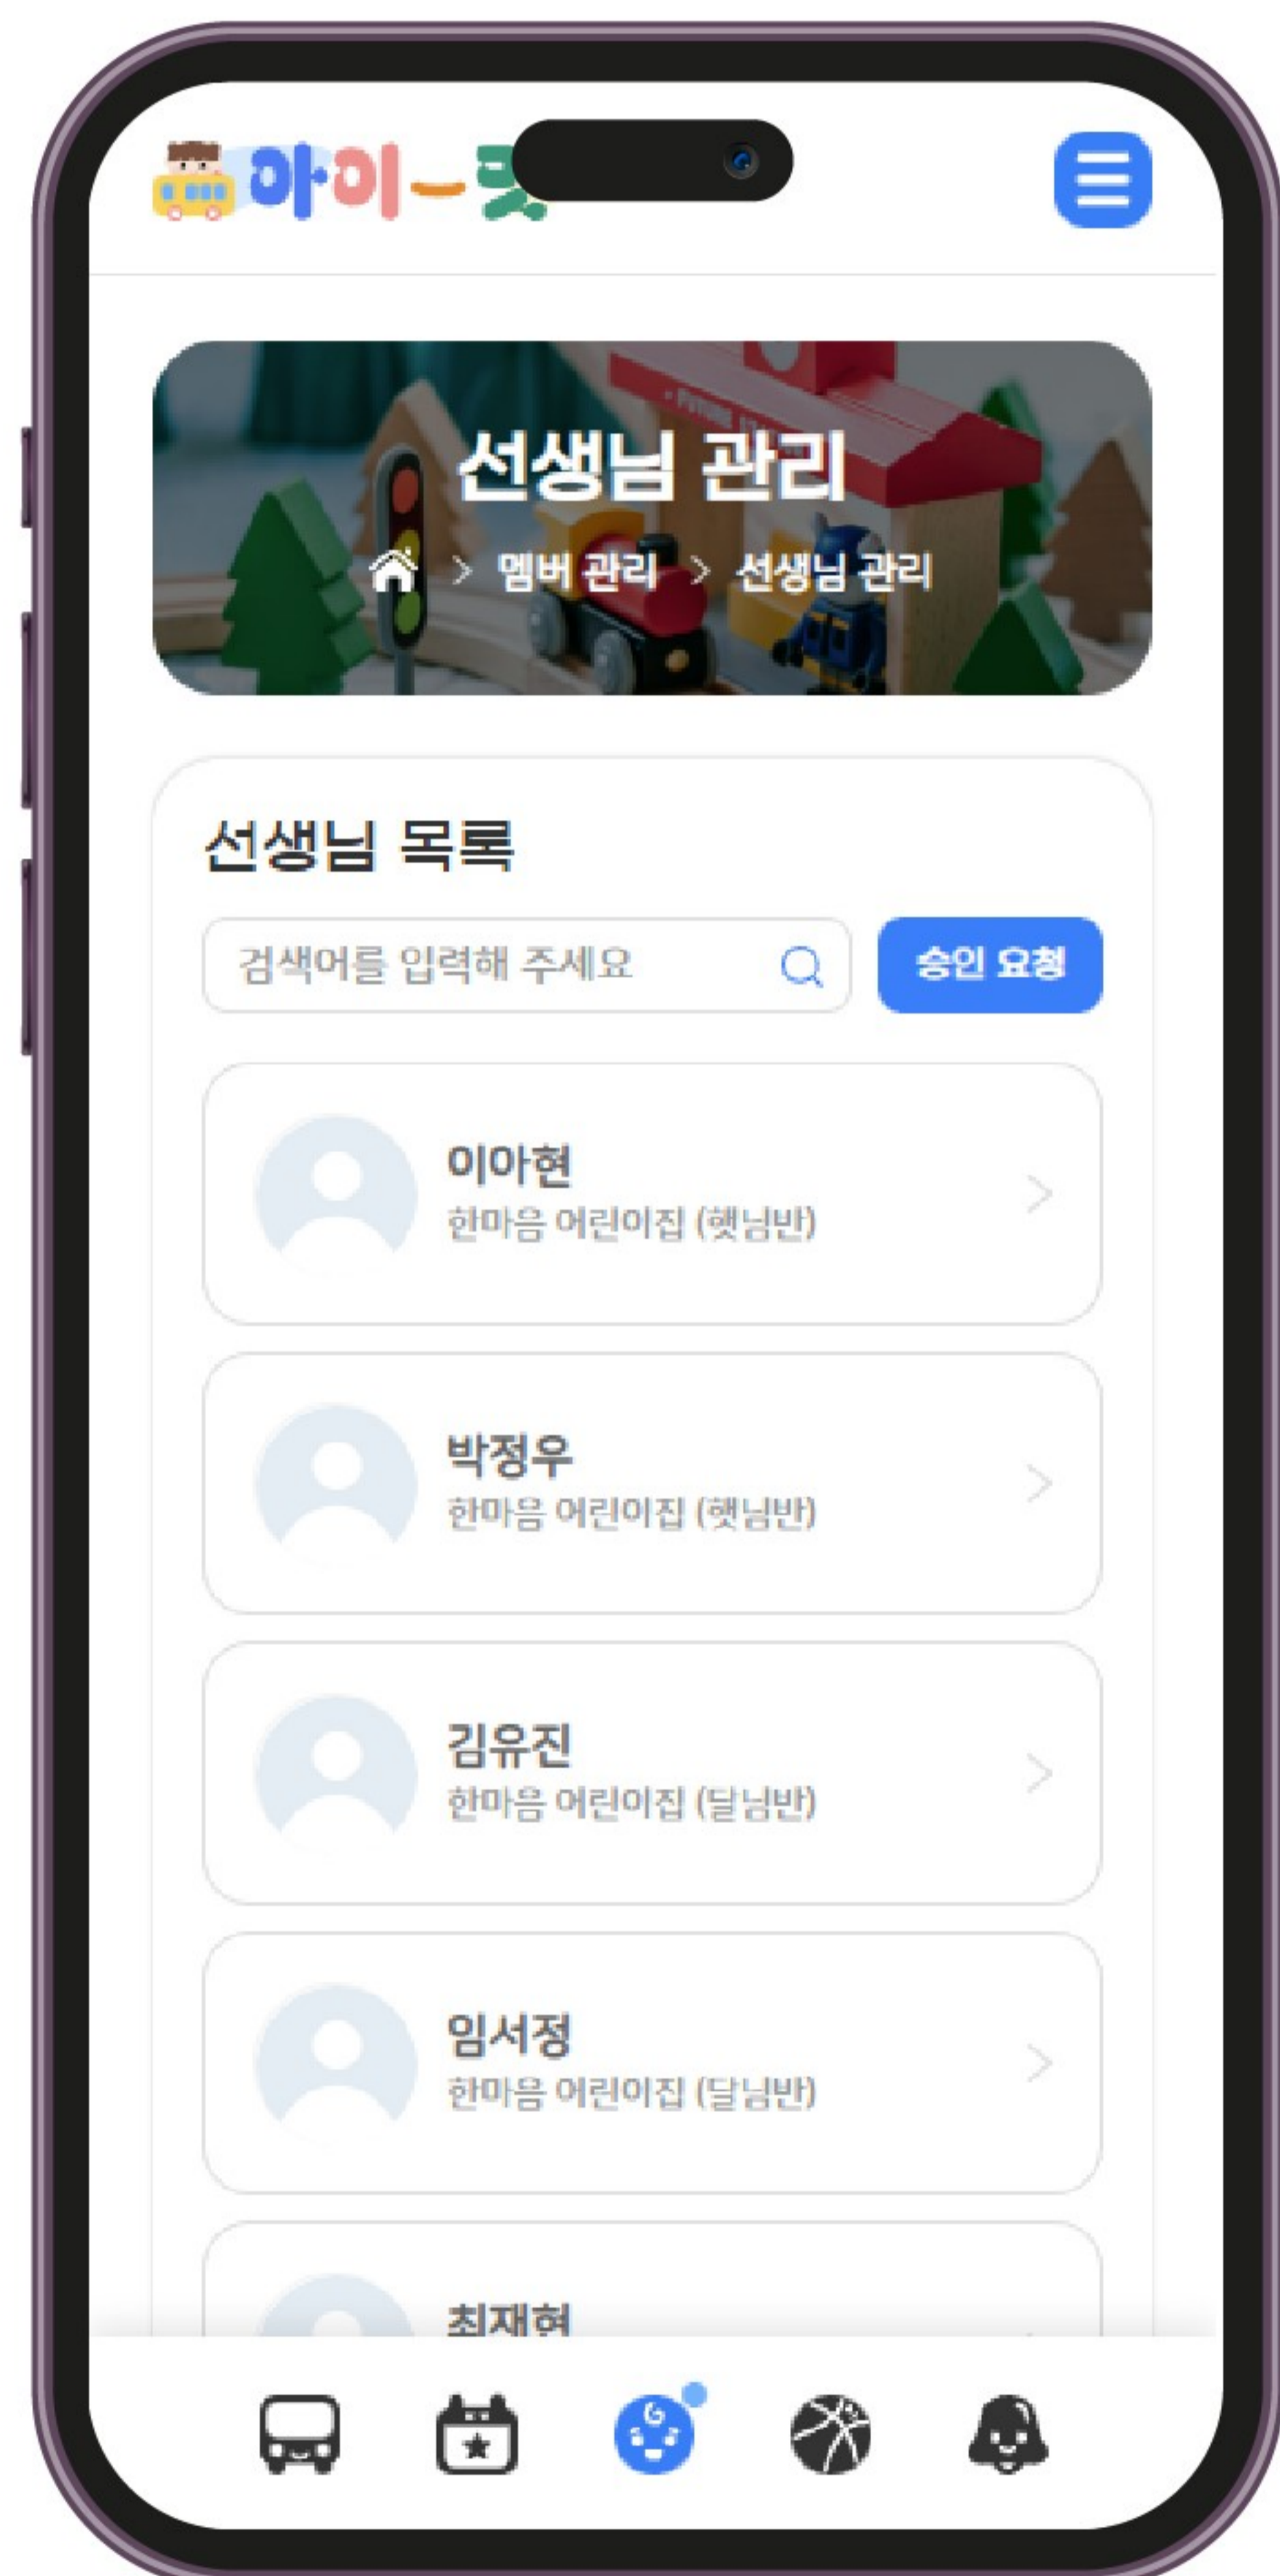 아이-
선생님 관리
> 멤버 관리 > 선생님 관리
선생님 목록
검색어를 입력해 주세요
승인 요청
이아현
한마음 어린이집 (햇님반)
박정우
한마음 어린이집 (햇님반)
김유진
한마음 어린이집 (달님반)
임서정
한마음 어린이집 (달님반)
최재현